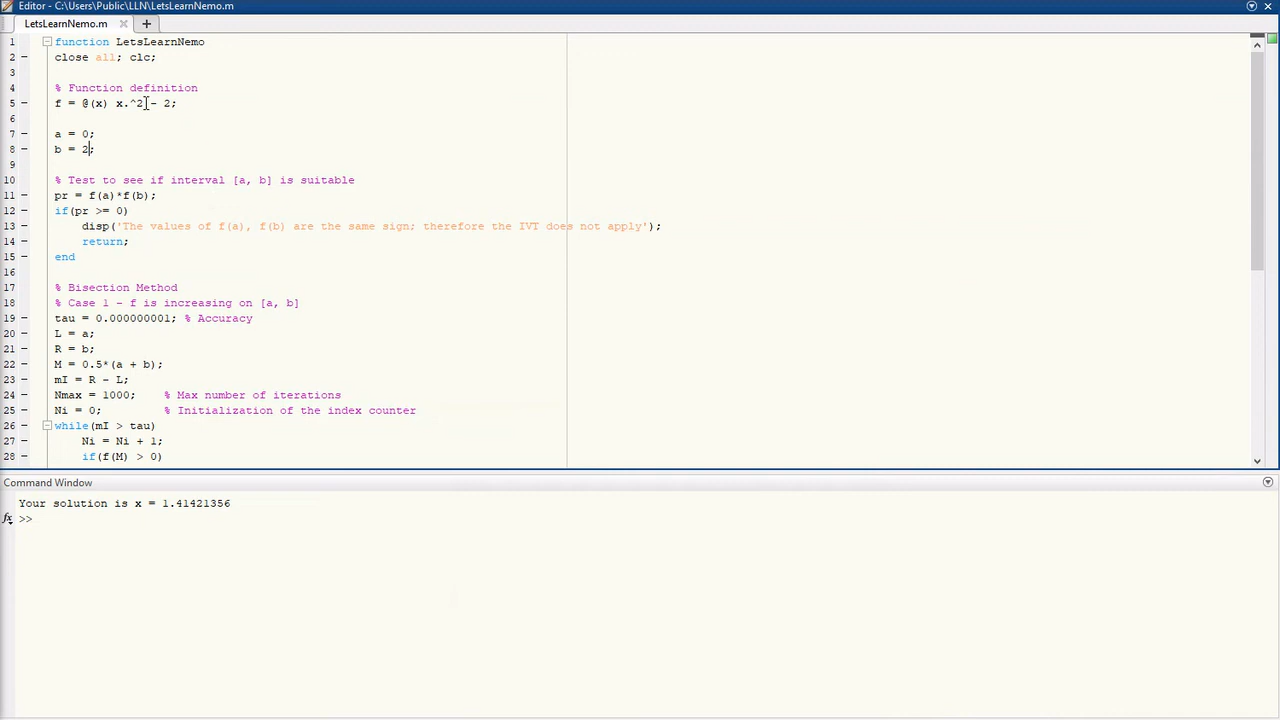 Editor - C:\Users\Public\LLN\LetsLearnNemo.m
LetsLearnNemo.m
1 function LetsLearnNemo
2 close all; clc;
3
4 % Function definition
5 f = @(x) x.^2 - 2;
6
7 a = 0;
8 b = 2;
9
10 % Test to see if interval [a, b] is suitable
11 pr = f(a)*f(b);
12 if(pr >= 0)
13 disp('The values of f(a), f(b) are the same sign; therefore the IVT does not apply');
14 return;
15 end
16
17 % Bisection Method
18 % Case 1 - f is increasing on [a, b]
19 tau = 0.000000001; % Accuracy
20 L = a;
21 R = b;
22 M = 0.5*(a + b);
23 mI = R - L;
24 Nmax = 1000; % Max number of iterations
25 Ni = 0; % Initialization of the index counter
26 while(mI > tau)
27 Ni = Ni + 1;
28 if(f(M) > 0)
Command Window
Your solution is x = 1.41421356
fx >>